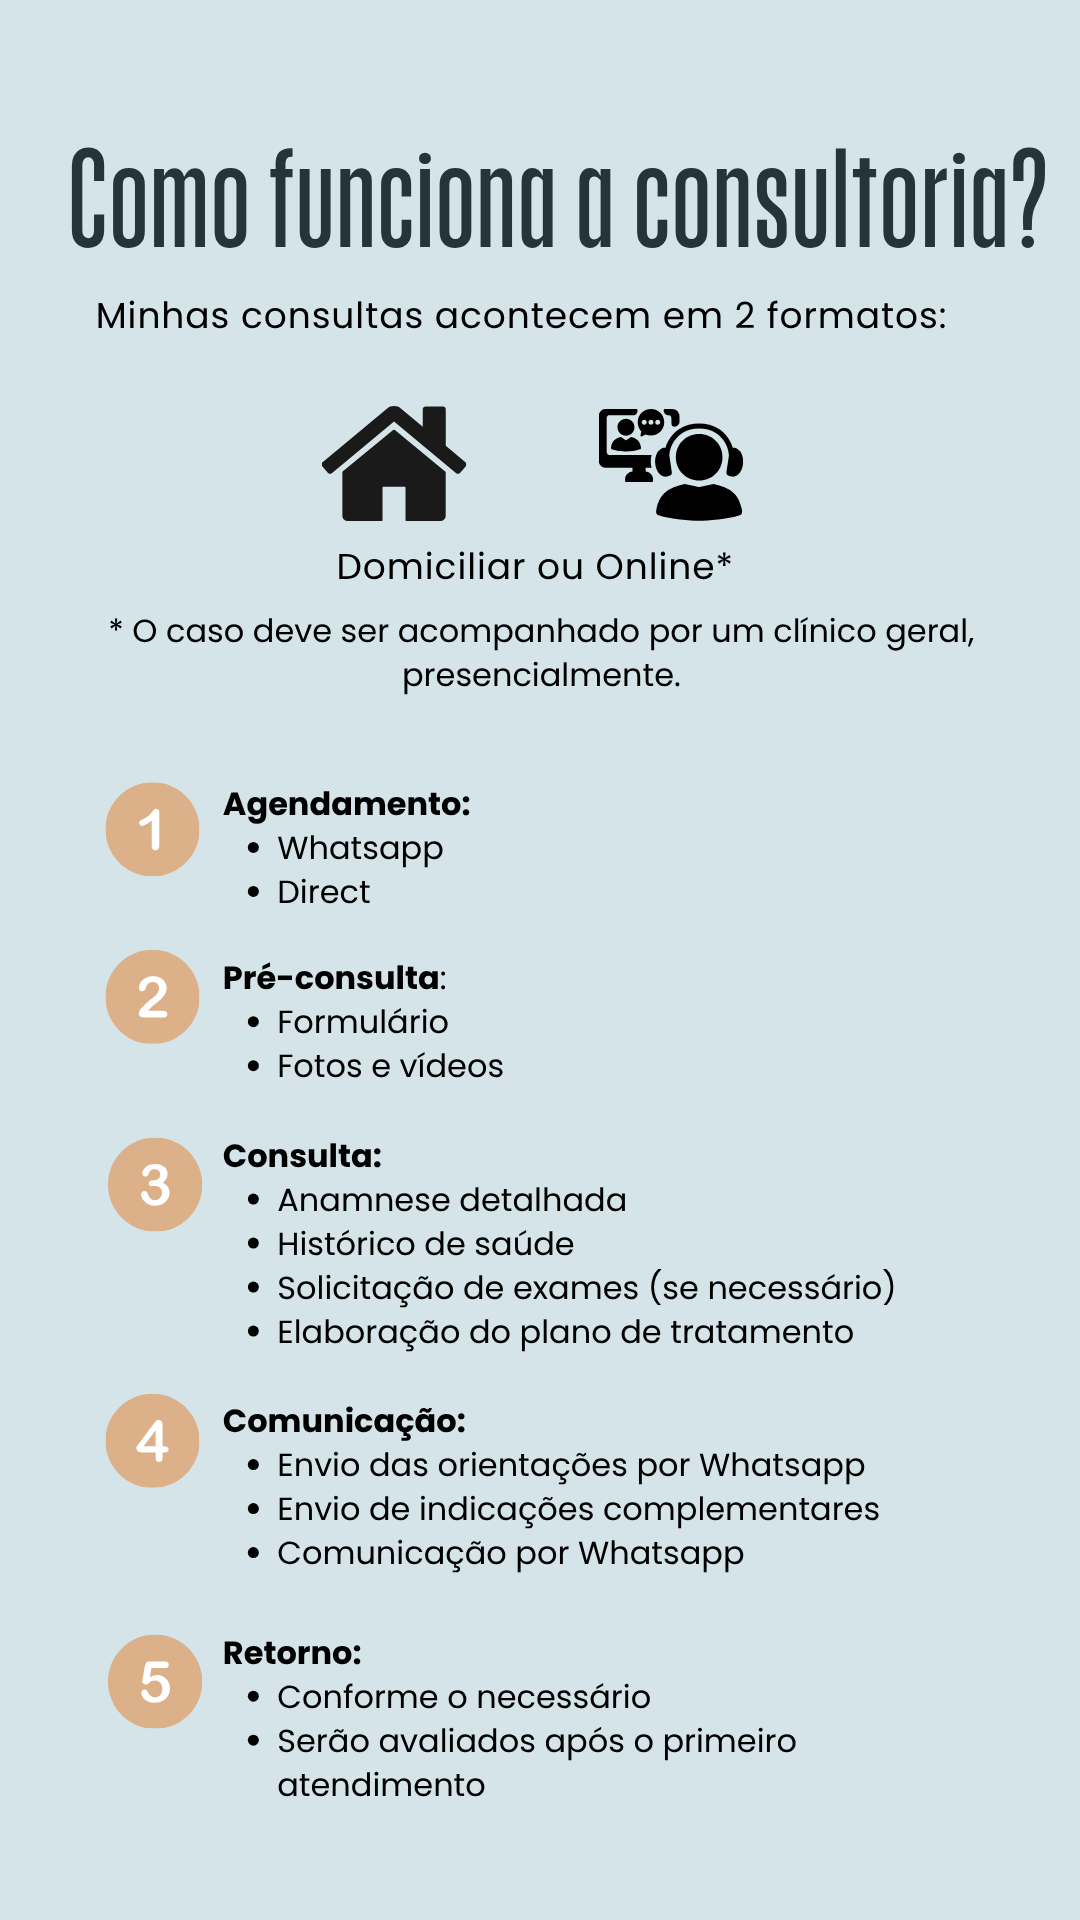 Como funciona a consultoria?
Minhas consultas acontecem em 2 formatos:
Domiciliar ou Online*
* O caso deve ser acompanhado por um clínico geral,
presencialmente.
1
Agendamento:
• Whatsapp
• Direct
2
Pré-consulta:
• Formulário
• Fotos e vídeos
3
Consulta:
• Anamnese detalhada
• Histórico de saúde
• Solicitação de exames (se necessário)
• Elaboração do plano de tratamento
4
Comunicação:
• Envio das orientações por Whatsapp
• Envio de indicações complementares
• Comunicação por Whatsapp
5
Retorno:
• Conforme o necessário
• Serão avaliados após o primeiro
atendimento